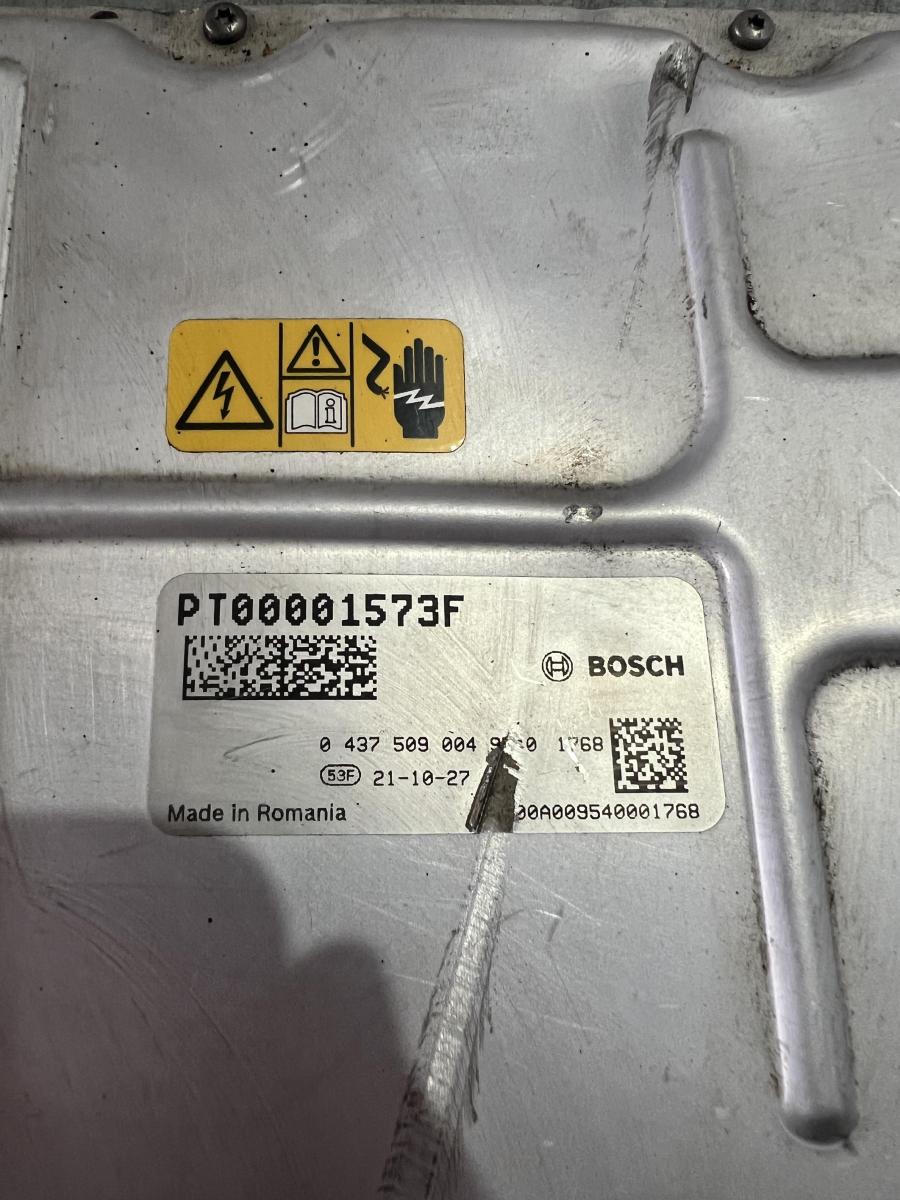 PT00001573F
BOSCH
0 437 509 004 1768
53F 21-10-27
Made in Romania 00A009540001768